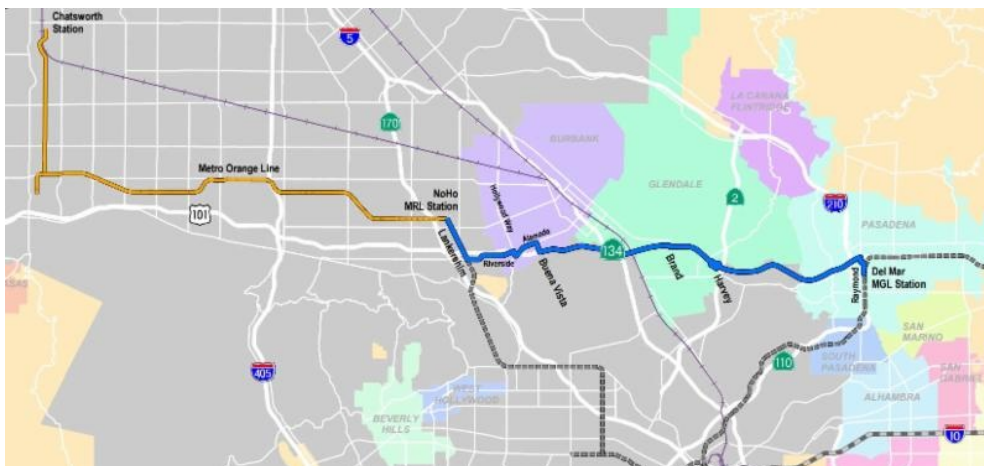 Chatsworth
Station
5
170
LA CANADA
FLINTRIDGE
BURBANK
Metro Orange Line
GLENDALE
NoHo
MRL Station
Hollywood Way
2
210
101
PASADENA
Lankershim
Riverside
Alameda
Buena Vista
134
Brand
Harvey
Raymond
Del Mar
MGL Station
SAN
MARINO
405
110
SOUTH
PASADENA
SAN
GABRIEL
WEST
HOLLYWOOD
BEVERLY
HILLS
ALHAMBRA
10